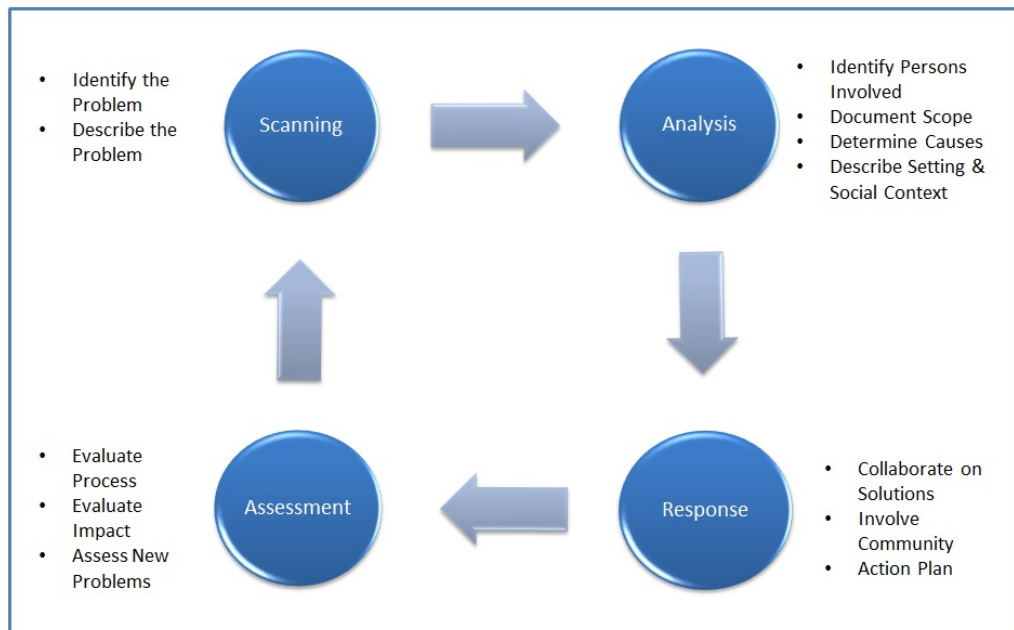 • Identify the
Problem
• Describe the
Problem
Scanning
Analysis
• Identify Persons
Involved
• Document Scope
• Determine Causes
• Describe Setting &
Social Context
• Evaluate
Process
• Evaluate
Impact
• Assess New
Problems
Assessment
Response
• Collaborate on
Solutions
• Involve
Community
• Action Plan